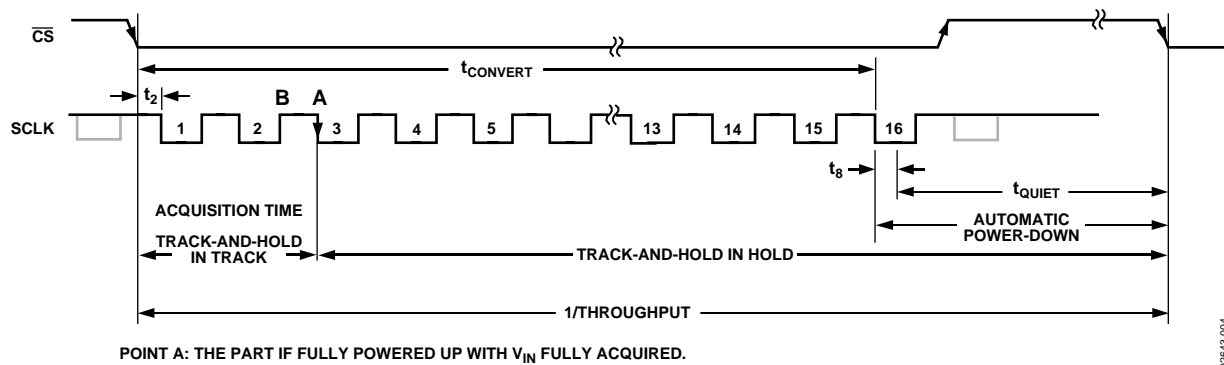 CS
tCONVERT
t2
B A
SCLK
1 2 3 4 5 13 14 15 16
t8
tQUIET
ACQUISITION TIME
TRACK-AND-HOLD
IN TRACK
AUTOMATIC
POWER-DOWN
TRACK-AND-HOLD IN HOLD
1/THROUGHPUT
POINT A: THE PART IF FULLY POWERED UP WITH VIN FULLY ACQUIRED.